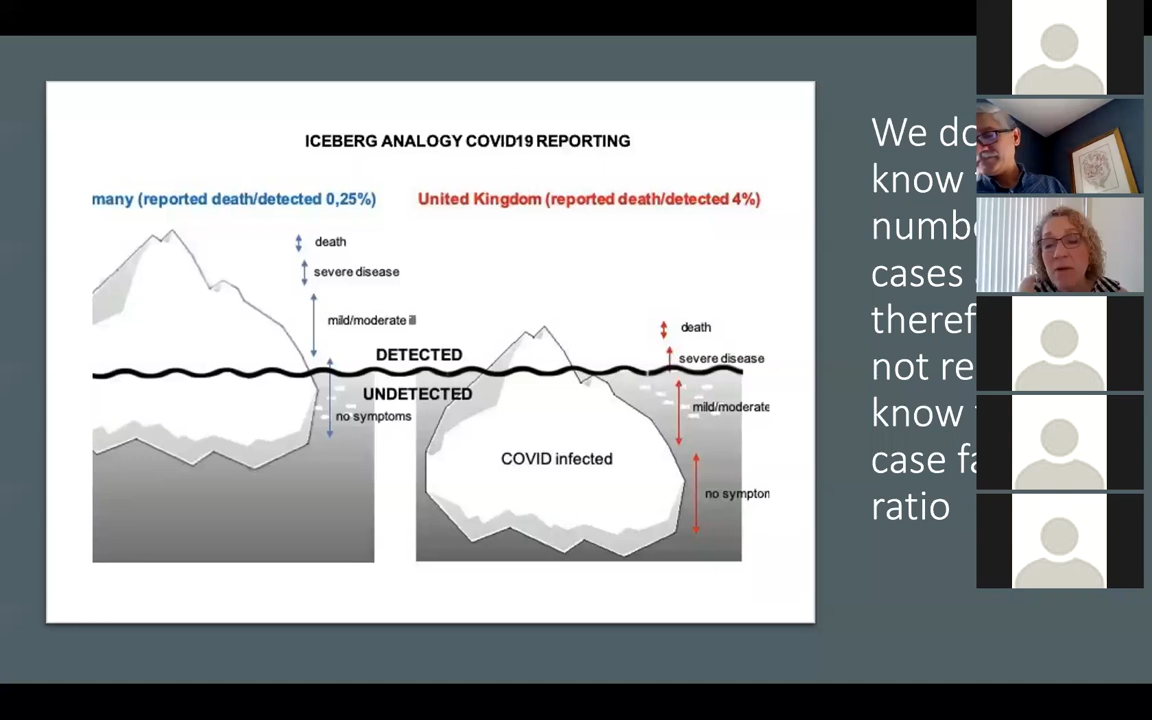 ICEBERG ANALOGY COVID19 REPORTING
many (reported death/detected 0,25%)
United Kingdom (reported death/detected 4%)
death
severe disease
mild/moderate ill
DETECTED
UNDETECTED
no symptoms
death
severe disease
mild/moderate
COVID infected
no sympton
We do
know
numb
cases
theref
not re
know
case fa
ratio